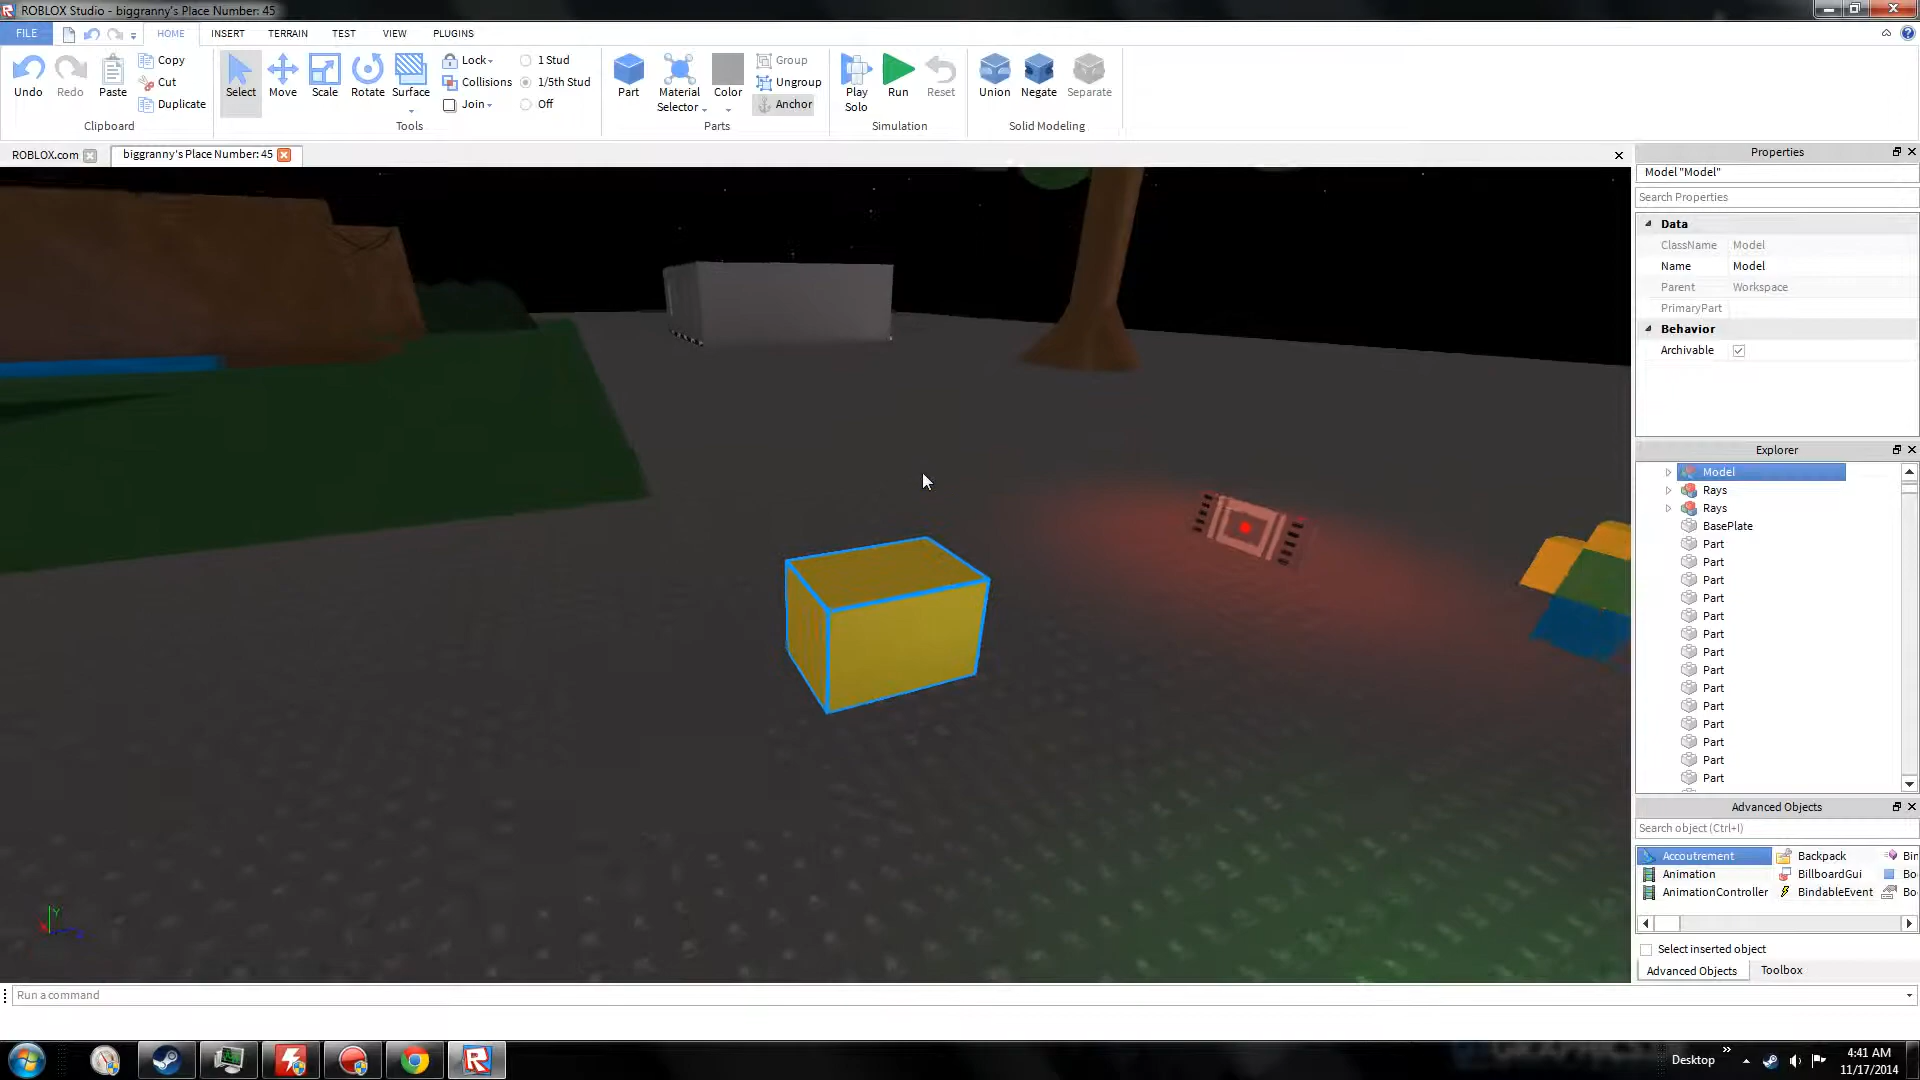 ROBLOX Studio - biggranny's Place Number: 45
FILE
HOME
INSERT
TERRAIN
TEST
VIEW
PLUGINS
Undo
Redo
Paste
Copy
Cut
Duplicate
Clipboard
Select
Move
Scale
Rotate
Surface
Lock
Collisions
Join
1 Stud
1/5th Stud
Off
Tools
Part
Material
Selector
Color
Group
Ungroup
Anchor
Parts
Play
Solo
Run
Reset
Simulation
Union
Negate
Separate
Solid Modeling
ROBLOX.com
biggranny's Place Number: 45
Properties
Model "Model"
Search Properties
Data
ClassName Model
Name Model
Parent Workspace
PrimaryPart
Behavior
Archivable
Explorer
Model
Rays
Rays
BasePlate
Part
Part
Part
Part
Part
Part
Part
Part
Part
Part
Part
Part
Part
Part
Advanced Objects
Search object (Ctrl+I)
Accoutrement Backpack Bin
Animation BillboardGui Bo
AnimationController BindableEvent Bo
Select inserted object
Advanced Objects Toolbox
Y
Run a command
Desktop
4:41 AM
11/17/2014